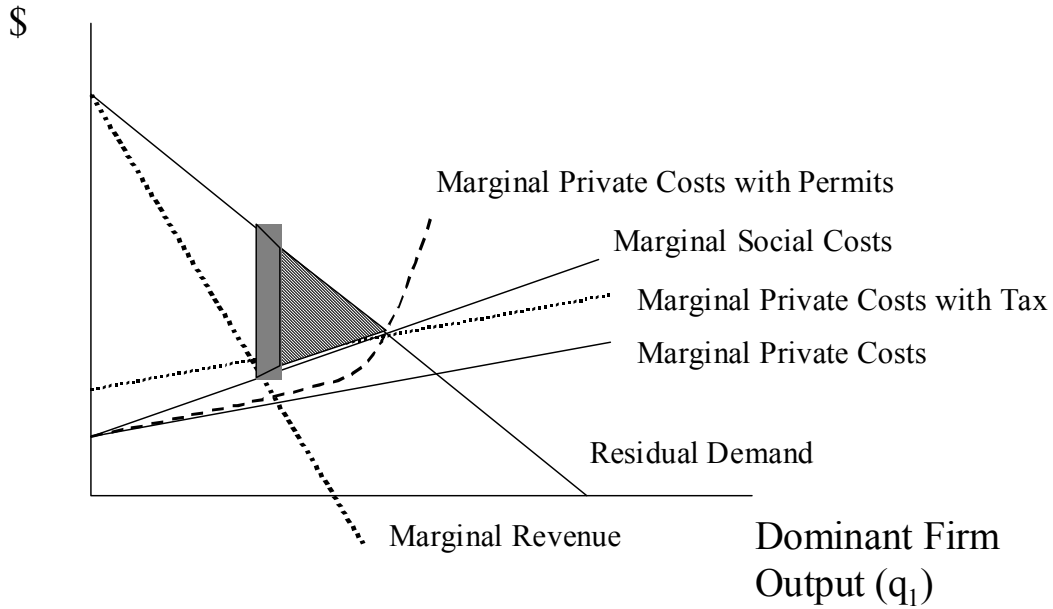 $
Marginal Private Costs with Permits
Marginal Social Costs
Marginal Private Costs with Tax
Marginal Private Costs
Residual Demand
Marginal Revenue
Dominant Firm
Output (q₁)